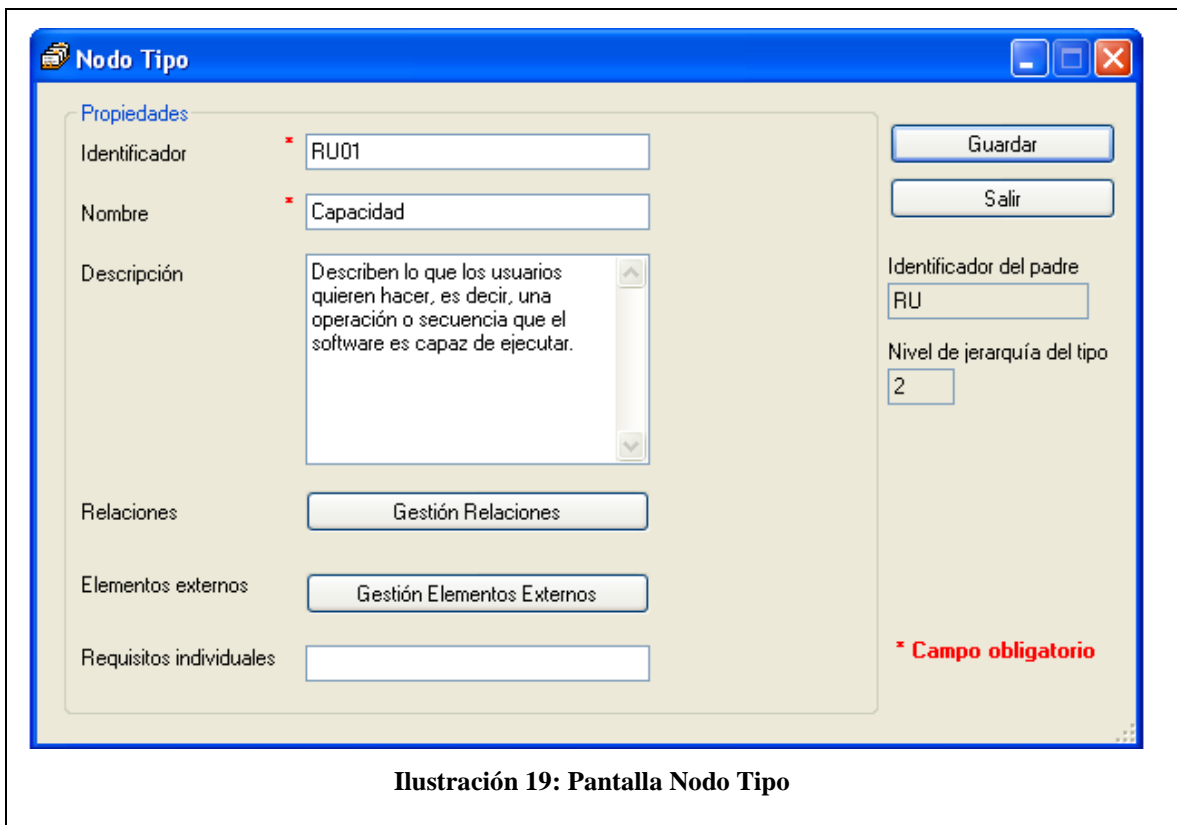 Nodo Tipo
Propiedades
Identificador * RU01
Nombre * Capacidad
Descripción
Describen lo que los usuarios
quieren hacer, es decir, una
operación o secuencia que el
software es capaz de ejecutar.
Relaciones Gestión Relaciones
Elementos externos Gestión Elementos Externos
Requisitos individuales
Guardar
Salir
Identificador del padre
RU
Nivel de jerarquía del tipo
2
* Campo obligatorio
Ilustración 19: Pantalla Nodo Tipo